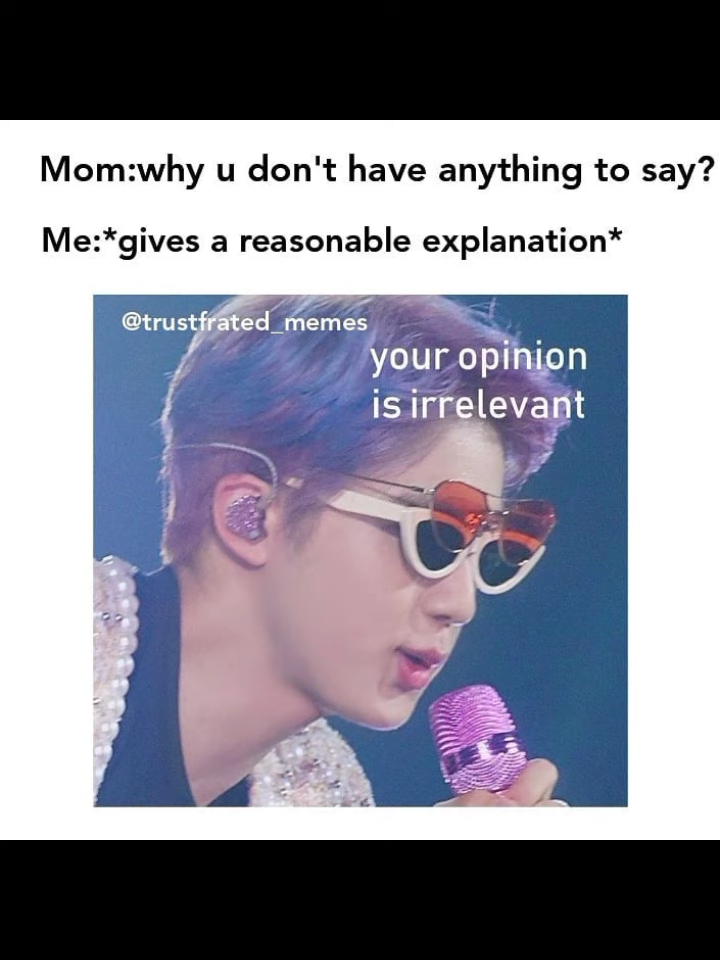 Mom:why u don't have anything to say?
Me:*gives a reasonable explanation*
@trustfrated_memes
your opinion
is irrelevant